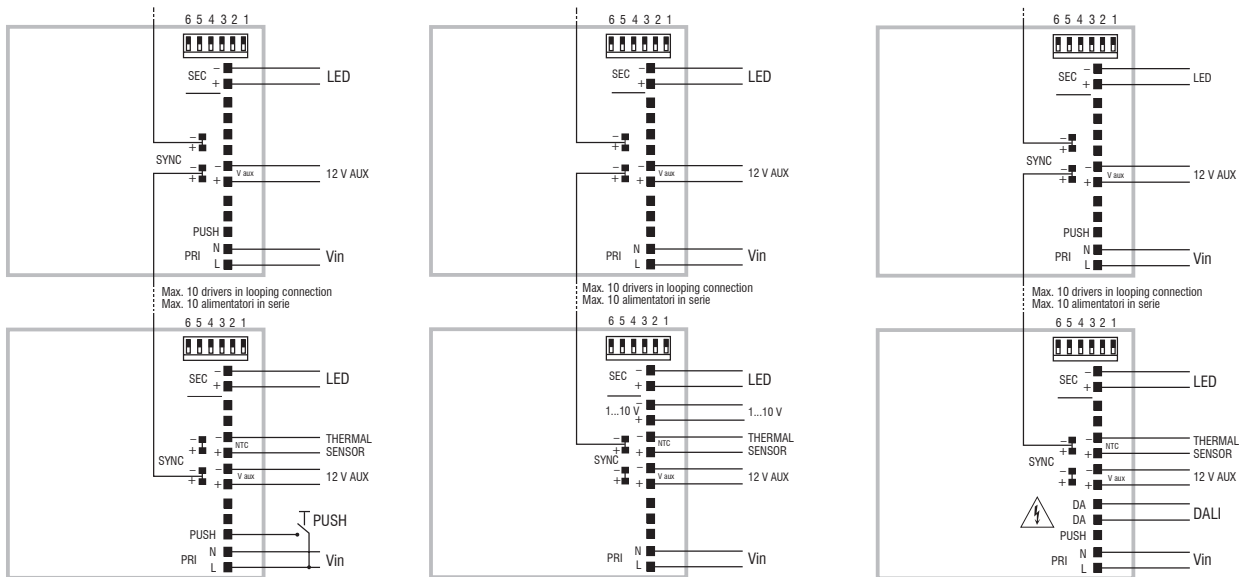 6 5 4 3 2 1
SEC
−
+
LED
−
+
SYNC
−
+
−
+
V aux
12 V AUX
PUSH
PRI
N
L
Vin
Max. 10 drivers in looping connection
Max. 10 alimentatori in serie
6 5 4 3 2 1
SEC
−
+
LED
−
+
SYNC
−
+
−
+
NTC
THERMAL
SENSOR
−
+
V aux
12 V AUX
PUSH
PUSH
PRI
N
L
Vin
6 5 4 3 2 1
SEC
−
+
LED
−
+
−
+
−
+
V aux
12 V AUX
PRI
N
L
Vin
Max. 10 drivers in looping connection
Max. 10 alimentatori in serie
6 5 4 3 2 1
SEC
−
+
LED
1...10 V
−
+
1...10 V
−
+
SYNC
−
+
−
+
NTC
THERMAL
SENSOR
−
+
V aux
12 V AUX
PRI
N
L
Vin
6 5 4 3 2 1
SEC
−
+
LED
−
+
SYNC
−
+
−
+
V aux
12 V AUX
PUSH
PRI
N
L
Vin
Max. 10 drivers in looping connection
Max. 10 alimentatori in serie
6 5 4 3 2 1
SEC
−
+
LED
−
+
SYNC
−
+
−
+
NTC
THERMAL
SENSOR
−
+
V aux
12 V AUX
DA
DA
DALI
PUSH
PRI
N
L
Vin